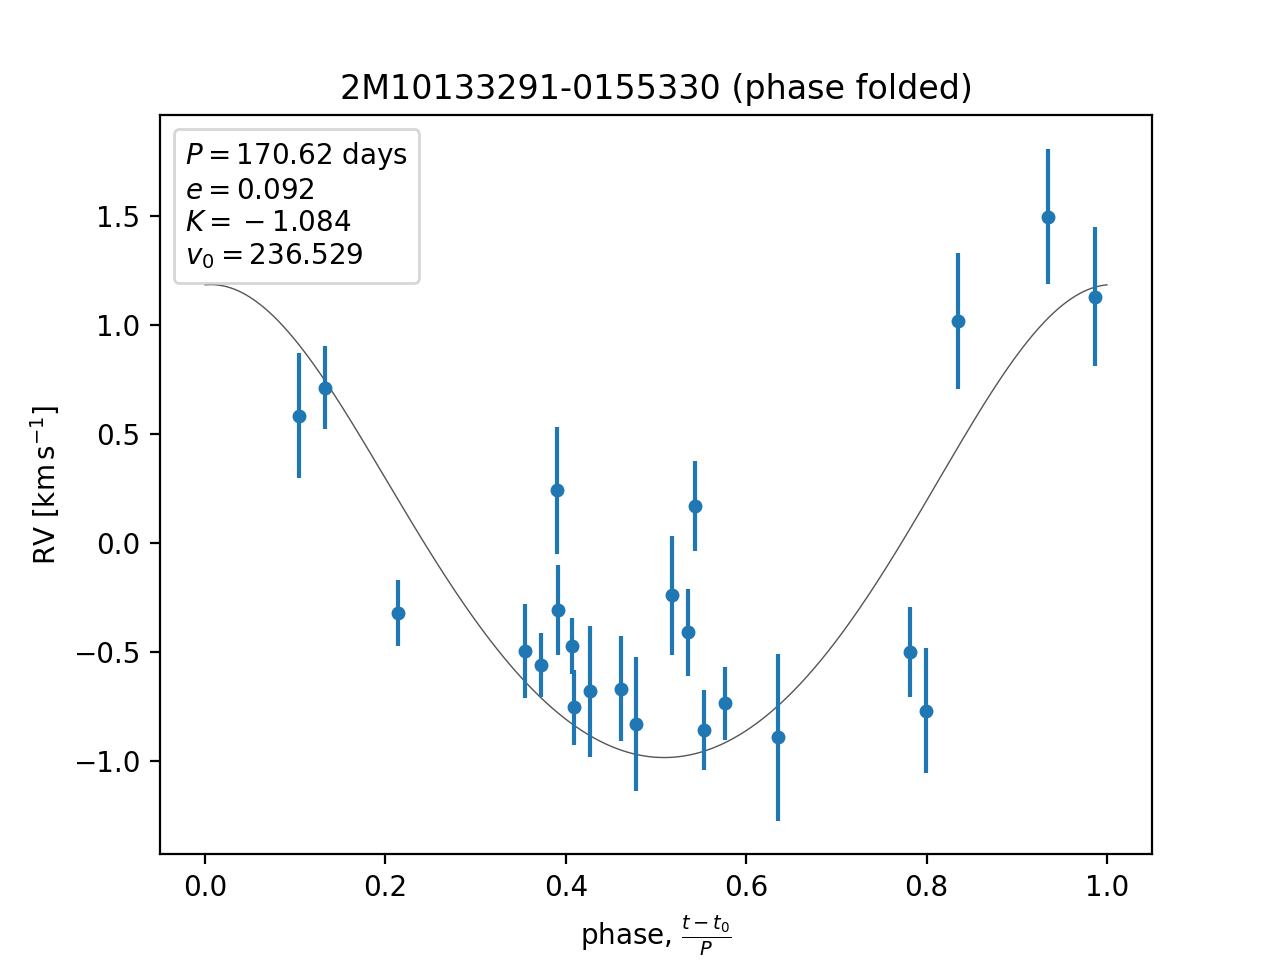 2M10133291-0155330 (phase folded)
P = 170.62 days
e = 0.092
K = −1.084
v₀ = 236.529
RV [km s⁻¹]
1.5
1.0
0.5
0.0
−0.5
−1.0
0.0 0.2 0.4 0.6 0.8 1.0
phase, (t − t₀)/P